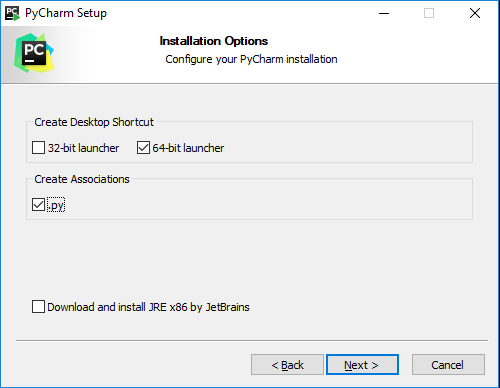 PyCharm Setup
PC
Installation Options
Configure your PyCharm installation
Create Desktop Shortcut
32-bit launcher
64-bit launcher
Create Associations
.py
Download and install JRE x86 by JetBrains
< Back
Next >
Cancel